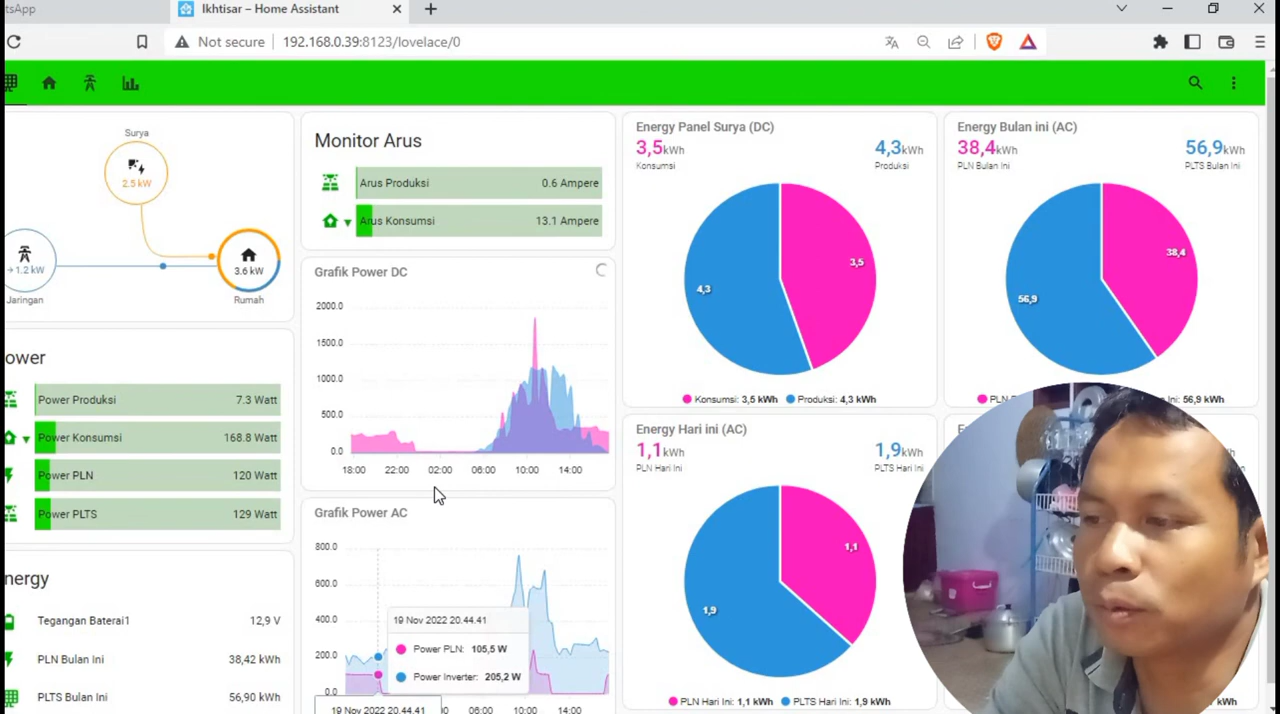 tsApp
Ikhtisar – Home Assistant
Not secure
192.168.0.39:8123/lovelace/0
Surya
2.5 kW
→ 1.2 kW
Jaringan
3.6 kW
Rumah
ower
Power Produksi 7.3 Watt
Power Konsumsi 168.8 Watt
Power PLN 120 Watt
Power PLTS 129 Watt
nergy
Tegangan Baterai1 12,9 V
PLN Bulan Ini 38,42 kWh
PLTS Bulan Ini 56,90 kWh
Monitor Arus
Arus Produksi 0.6 Ampere
Arus Konsumsi 13.1 Ampere
Grafik Power DC
2000.0
1500.0
1000.0
500.0
0.0
18:00 22:00 02:00 06:00 10:00 14:00
Grafik Power AC
800.0
600.0
400.0
200.0
0.0
19 Nov 2022 20.44.41
Power PLN: 105,5 W
Power Inverter: 205,2 W
19 Nov 2022 20.44.41
06:00 10:00 14:00
Energy Panel Surya (DC)
3,5kWh
Konsumsi
4,3kWh
Produksi
3,5
4,3
Konsumsi: 3,5 kWh Produksi: 4,3 kWh
Energy Bulan ini (AC)
38,4kWh
PLN Bulan Ini
56,9kWh
PLTS Bulan Ini
38,4
56,9
Ini: 56,9 kWh
Energy Hari ini (AC)
1,1kWh
PLN Hari Ini
1,9kWh
PLTS Hari Ini
1,1
1,9
PLN Hari Ini: 1,1 kWh PLTS Hari Ini: 1,9 kWh